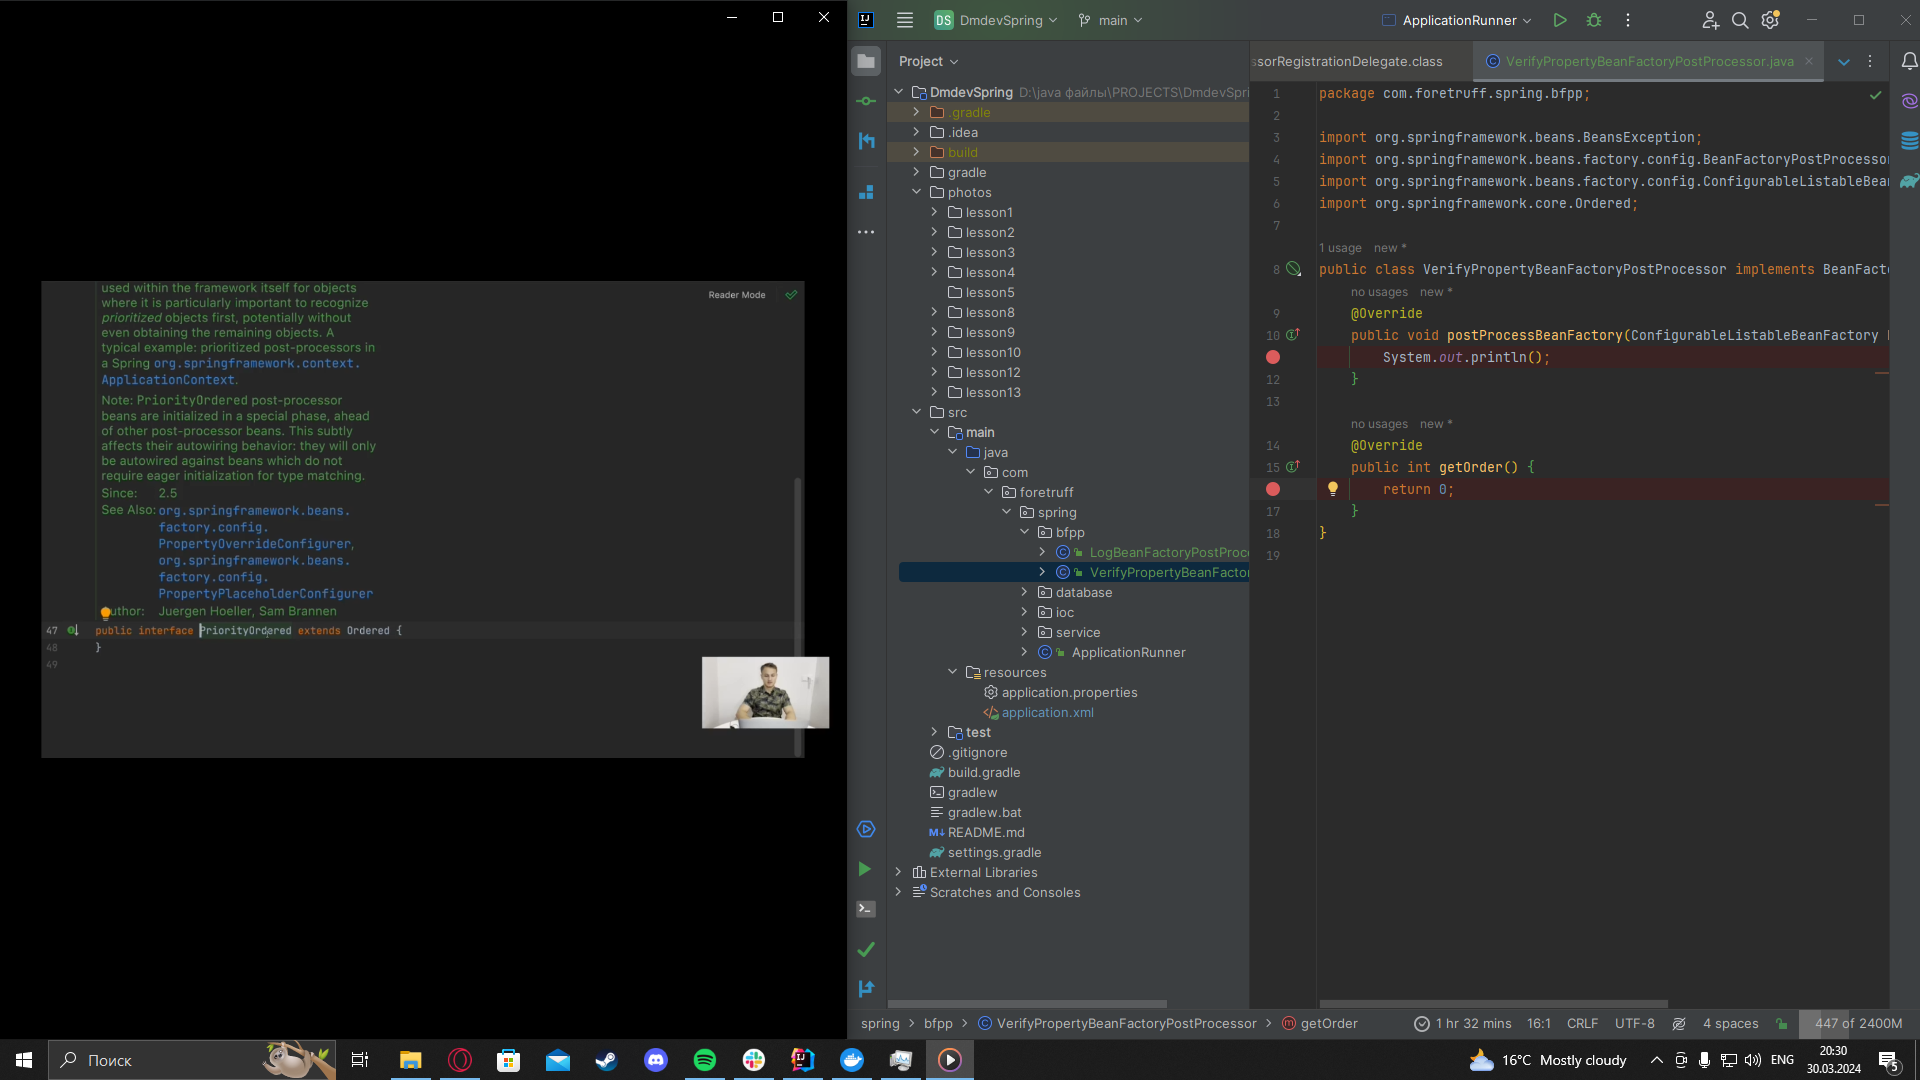 DS DmdevSpring
main
ApplicationRunner
Project
ssorRegistrationDelegate.class
VerifyPropertyBeanFactoryPostProcessor.java
DmdevSpring D:\java файлы\PROJECTS\DmdevSpri
.gradle
.idea
build
gradle
photos
lesson1
lesson2
lesson3
lesson4
lesson5
lesson8
lesson9
lesson10
lesson12
lesson13
src
main
java
com
foretruff
spring
bfpp
LogBeanFactoryPostProce
VerifyPropertyBeanFactor
database
ioc
service
ApplicationRunner
resources
application.properties
application.xml
test
.gitignore
build.gradle
gradlew
gradlew.bat
README.md
settings.gradle
External Libraries
Scratches and Consoles
1 package com.foretruff.spring.bfpp;
2
3 import org.springframework.beans.BeansException;
4 import org.springframework.beans.factory.config.BeanFactoryPostProcesso
5 import org.springframework.beans.factory.config.ConfigurableListableBea
6 import org.springframework.core.Ordered;
7
1 usage new *
8 public class VerifyPropertyBeanFactoryPostProcessor implements BeanFact
no usages new *
9 @Override
10 public void postProcessBeanFactory(ConfigurableListableBeanFactory
System.out.println();
12 }
13
no usages new *
14 @Override
15 public int getOrder() {
return 0;
17 }
18 }
19
used within the framework itself for objects
where it is particularly important to recognize
prioritized objects first, potentially without
even obtaining the remaining objects. A
typical example: prioritized post-processors in
a Spring org.springframework.context.
ApplicationContext.
Note: PriorityOrdered post-processor
beans are initialized in a special phase, ahead
of other post-processor beans. This subtly
affects their autowiring behavior: they will only
be autowired against beans which do not
require eager initialization for type matching.
Since: 2.5
See Also: org.springframework.beans.
factory.config.
PropertyOverrideConfigurer,
org.springframework.beans.
factory.config.
PropertyPlaceholderConfigurer
uthor: Juergen Hoeller, Sam Brannen
47 public interface PriorityOrdered extends Ordered {
48 }
49
Reader Mode
spring > bfpp > VerifyPropertyBeanFactoryPostProcessor > getOrder
1 hr 32 mins 16:1 CRLF UTF-8 4 spaces 447 of 2400M
Поиск
16°C Mostly cloudy
ENG
20:30
30.03.2024
5